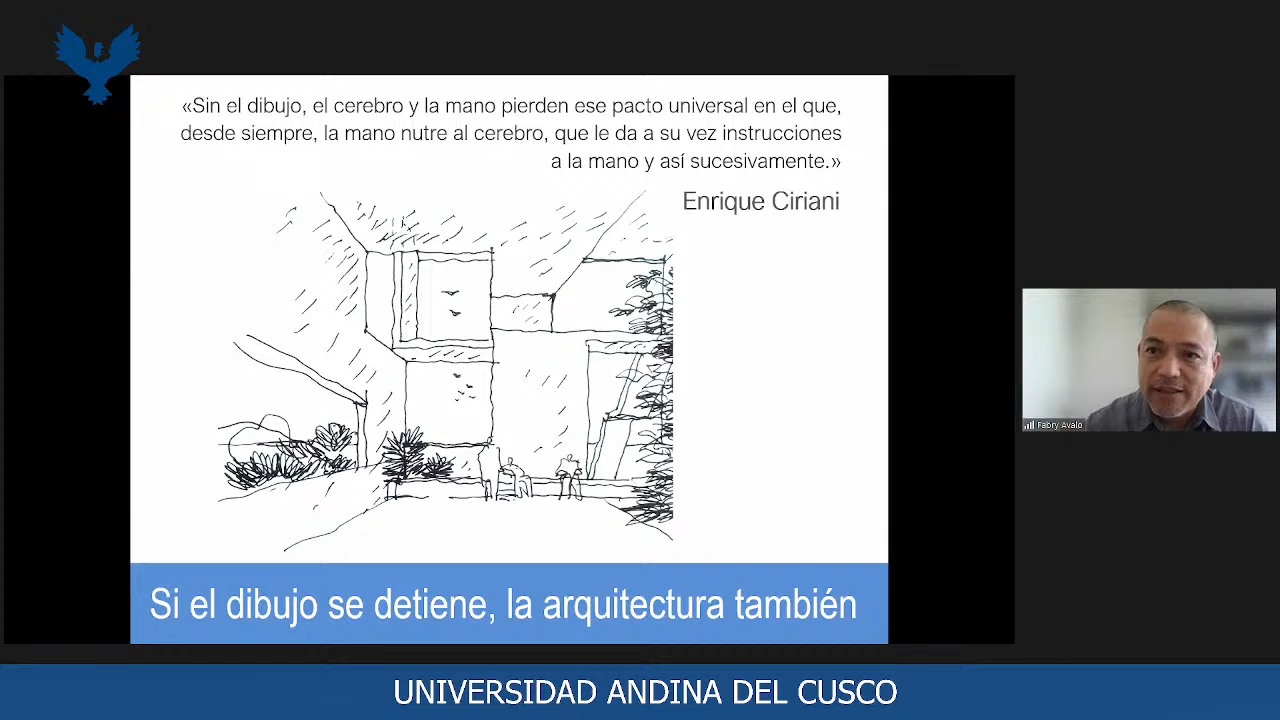 «Sin el dibujo, el cerebro y la mano pierden ese pacto universal en el que,
desde siempre, la mano nutre al cerebro, que le da a su vez instrucciones
a la mano y así sucesivamente.»
Enrique Ciriani
Fabry Avalo
Si el dibujo se detiene, la arquitectura también
UNIVERSIDAD ANDINA DEL CUSCO